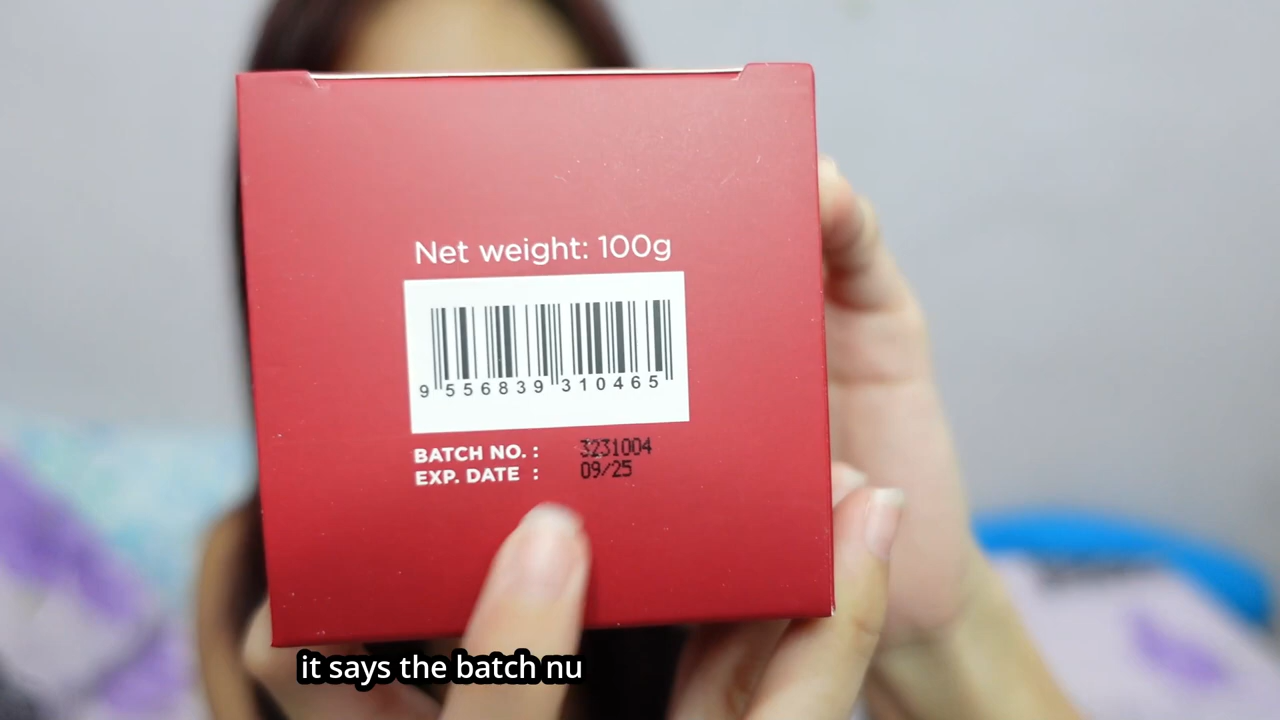 Net weight: 100g
9 556839 310465
BATCH NO. : 3231004
EXP. DATE : 09/25
it says the batch nu